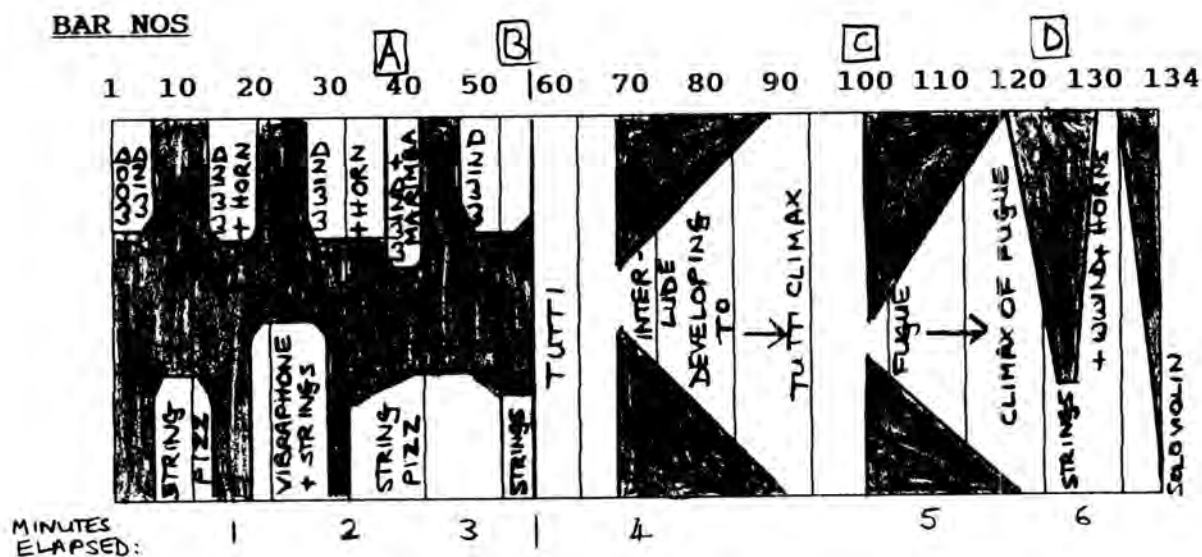 BAR NOS
A B C D
1 10 20 30 40 50 60 70 80 90 100 110 120 130 134
WOOD
WIND
WWIND
+ HORN
WWIND
+ HORN
WWIND +
MARIMBA
WWIND
STRING
PIZZ
VIBRAPHONE
+ STRINGS
STRING
PIZZ
STRINGS
TUTTI
INTER-
LUDE
DEVELOPING
TO
TUTTI CLIMAX
FUGUE
CLIMAX OF FUGUE
STRINGS
+ WWIND + HORNS
SOLO VIOLIN
MINUTES
ELAPSED:
1 2 3 4 5 6